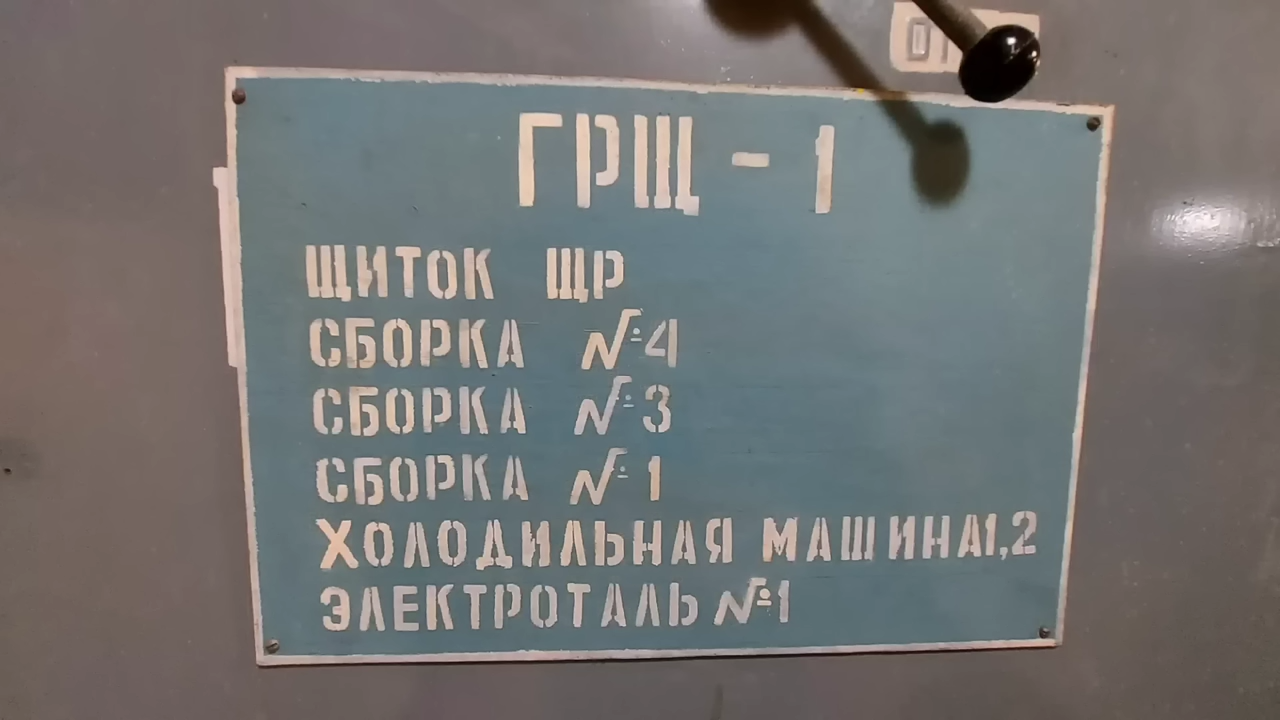 ГРЩ - 1
ЩИТОК ЩР
СБОРКА №4
СБОРКА №3
СБОРКА №1
ХОЛОДИЛЬНАЯ МАШИНА1,2
ЭЛЕКТРОТАЛЬ №1